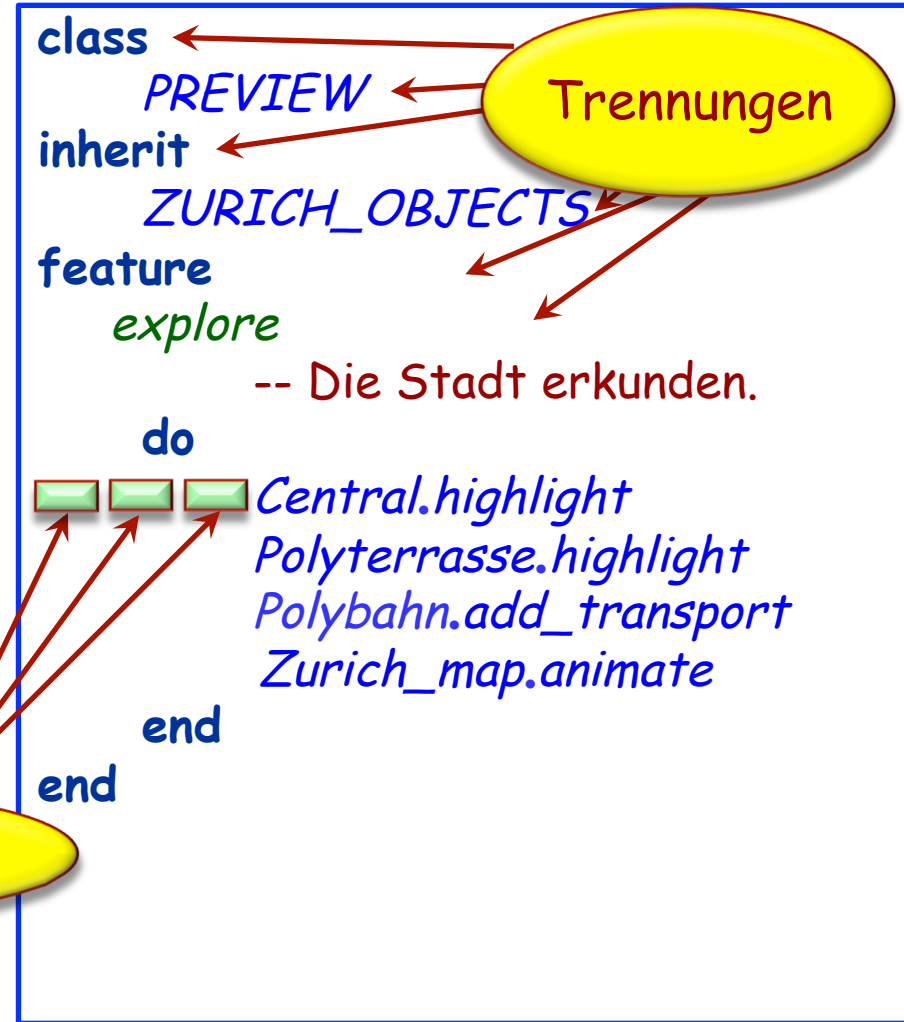 class
PREVIEW
Trennungen
inherit
ZURICH_OBJECTS
feature
explore
-- Die Stadt erkunden.
do
Central.highlight
Polyterrasse.highlight
Polybahn.add_transport
Zurich_map.animate
end
end